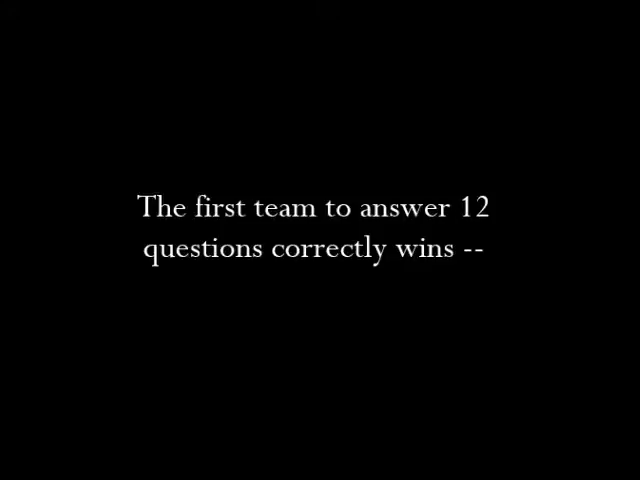 The first team to answer 12
questions correctly wins --